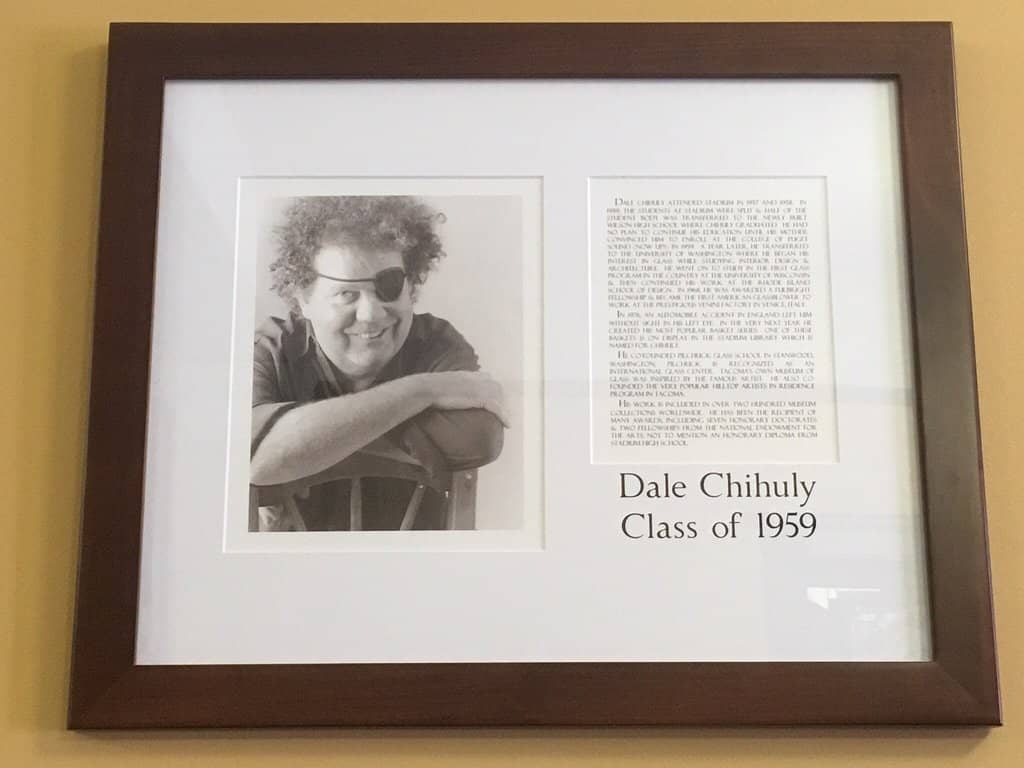 DALE CHIHULY ATTENDED STADIUM IN 1957 AND 1958. IN
1959, THE STUDENTS AT STADIUM WERE SPLIT & HALF OF THE
STUDENT BODY WAS TRANSFERRED TO THE NEWLY BUILT
WILSON HIGH SCHOOL WHERE CHIHULY GRADUATED. HE HAD
NO PLAN TO CONTINUE HIS EDUCATION UNTIL HIS MOTHER
CONVINCED HIM TO ENROLL AT THE COLLEGE OF PUGET
SOUND (NOW UPS) IN 1959. A YEAR LATER, HE TRANSFERRED
TO THE UNIVERSITY OF WASHINGTON WHERE HE BEGAN HIS
INTEREST IN GLASS WHILE STUDYING INTERIOR DESIGN &
ARCHITECTURE. HE WENT ON TO STUDY IN THE FIRST GLASS
PROGRAM IN THE COUNTRY AT THE UNIVERSITY OF WISCONSIN
& THEN CONTINUED HIS WORK AT THE RHODE ISLAND
SCHOOL OF DESIGN. IN 1968, HE WAS AWARDED A FULBRIGHT
FELLOWSHIP & BECAME THE FIRST AMERICAN GLASSBLOWER TO
WORK AT THE PRESTIGIOUS VENINI FACTORY IN VENICE, ITALY.
IN 1976, AN AUTOMOBILE ACCIDENT IN ENGLAND LEFT HIM
WITHOUT SIGHT IN HIS LEFT EYE. IN THE VERY NEXT YEAR HE
CREATED HIS MOST POPULAR BASKET SERIES. ONE OF THESE
BASKETS IS ON DISPLAY IN THE STADIUM LIBRARY WHICH IS
NAMED FOR CHIHULY.
HE CO-FOUNDED PILCHUCK GLASS SCHOOL IN STANWOOD,
WASHINGTON. PILCHUCK IS RECOGNIZED AS AN
INTERNATIONAL GLASS CENTER. TACOMA'S OWN MUSEUM OF
GLASS WAS INSPIRED BY THE FAMOUS ARTIST. HE ALSO CO-
FOUNDED THE VERY POPULAR HILLTOP ARTISTS IN RESIDENCE
PROGRAM IN TACOMA.
HIS WORK IS INCLUDED IN OVER TWO HUNDRED MUSEUM
COLLECTIONS WORLDWIDE. HE HAS BEEN THE RECIPIENT OF
MANY AWARDS, INCLUDING SEVEN HONORARY DOCTORATES
& TWO FELLOWSHIPS FROM THE NATIONAL ENDOWMENT FOR
THE ARTS; NOT TO MENTION AN HONORARY DIPLOMA FROM
STADIUM HIGH SCHOOL.
Dale Chihuly
Class of 1959